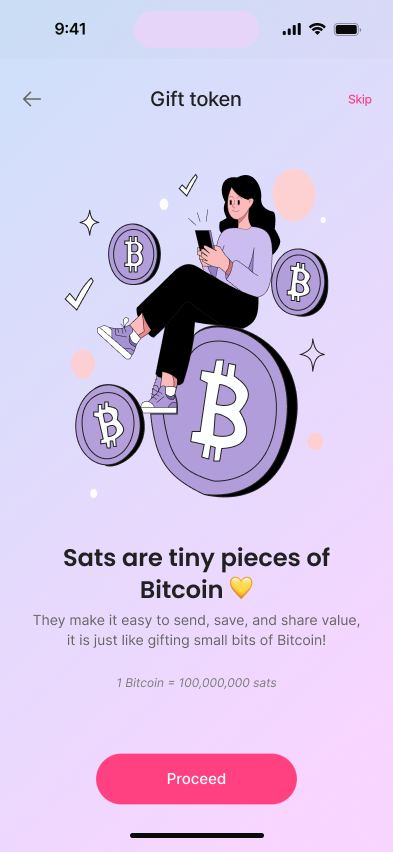 9:41
Gift token
Skip
Sats are tiny pieces of
Bitcoin 💛
They make it easy to send, save, and share value,
it is just like gifting small bits of Bitcoin!
1 Bitcoin = 100,000,000 sats
Proceed